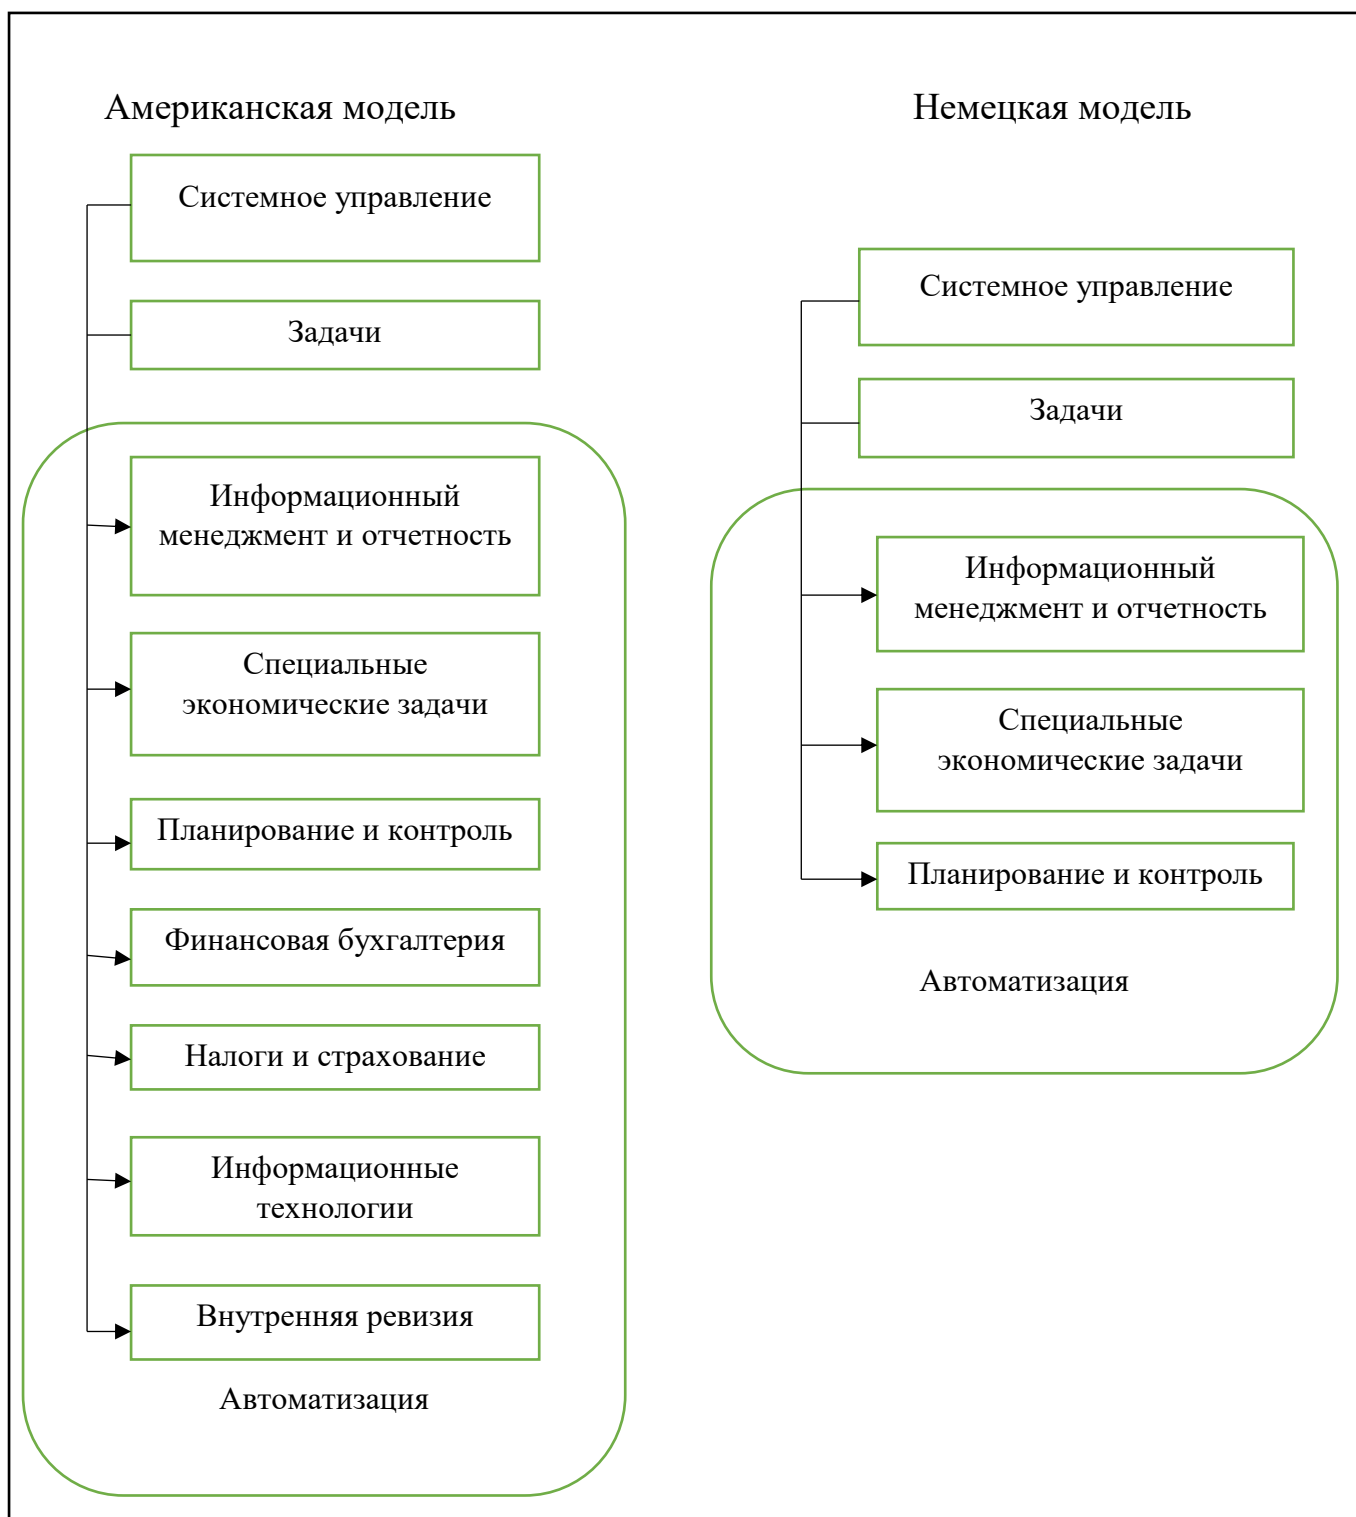 Американская модель
Системное управление
Задачи
Информационный
менеджмент и отчетность
Специальные
экономические задачи
Планирование и контроль
Финансовая бухгалтерия
Налоги и страхование
Информационные
технологии
Внутренняя ревизия
Автоматизация
Немецкая модель
Системное управление
Задачи
Информационный
менеджмент и отчетность
Специальные
экономические задачи
Планирование и контроль
Автоматизация